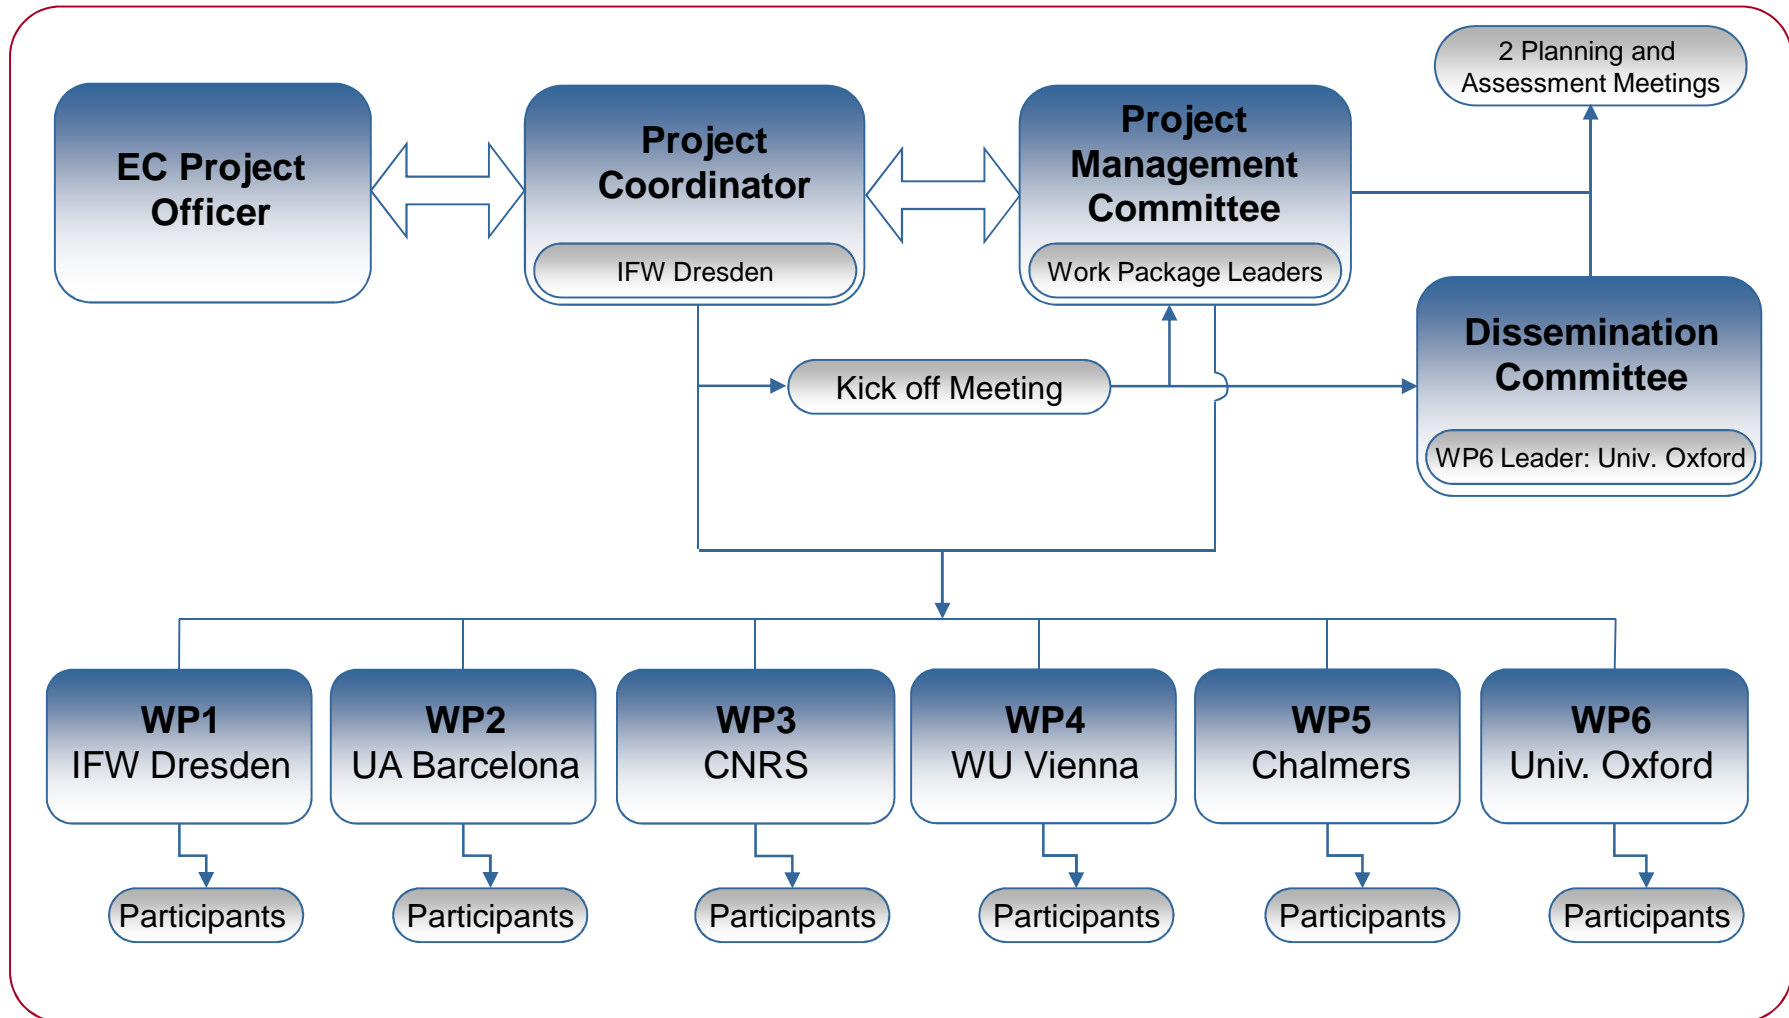 2 Planning and
Assessment Meetings
EC Project
Officer
Project
Coordinator
IFW Dresden
Project
Management
Committee
Work Package Leaders
Kick off Meeting
Dissemination
Committee
WP6 Leader: Univ. Oxford
WP1
IFW Dresden
WP2
UA Barcelona
WP3
CNRS
WP4
WU Vienna
WP5
Chalmers
WP6
Univ. Oxford
Participants
Participants
Participants
Participants
Participants
Participants